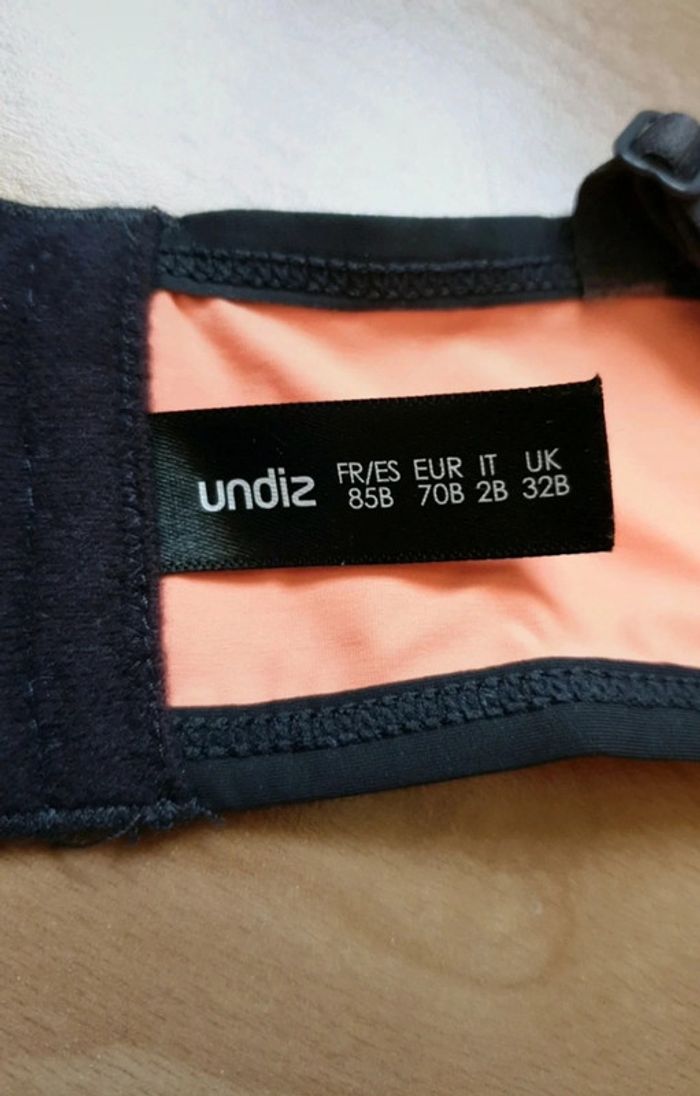 undiz FR/ES EUR IT UK
85B 70B 2B 32B